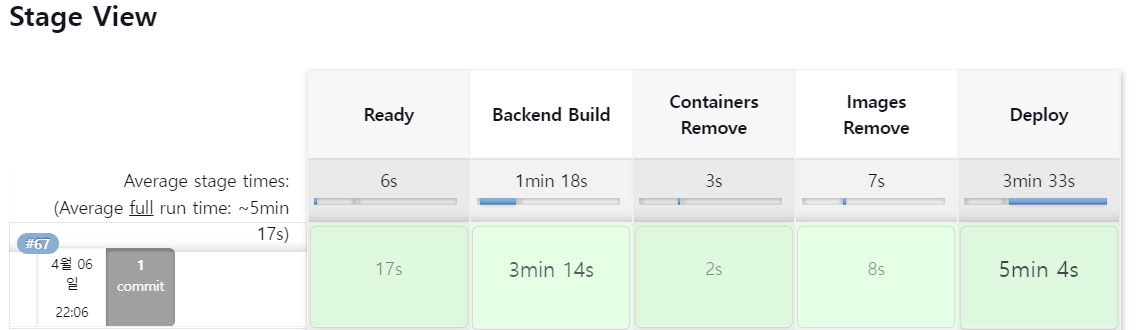 Stage View
Ready
Backend Build
Containers
Remove
Images
Remove
Deploy
Average stage times:
(Average full run time: ~5min
17s)
6s
1min 18s
3s
7s
3min 33s
#67
4월 06
일
22:06
1
commit
17s
3min 14s
2s
8s
5min 4s